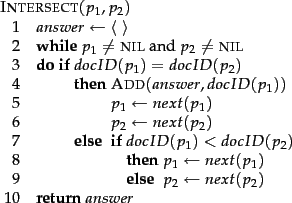 INTERSECT(p₁, p₂)
1 answer ← ⟨ ⟩
2 while p₁ ≠ NIL and p₂ ≠ NIL
3 do if docID(p₁) = docID(p₂)
4 then ADD(answer, docID(p₁))
5 p₁ ← next(p₁)
6 p₂ ← next(p₂)
7 else if docID(p₁) < docID(p₂)
8 then p₁ ← next(p₁)
9 else p₂ ← next(p₂)
10 return answer